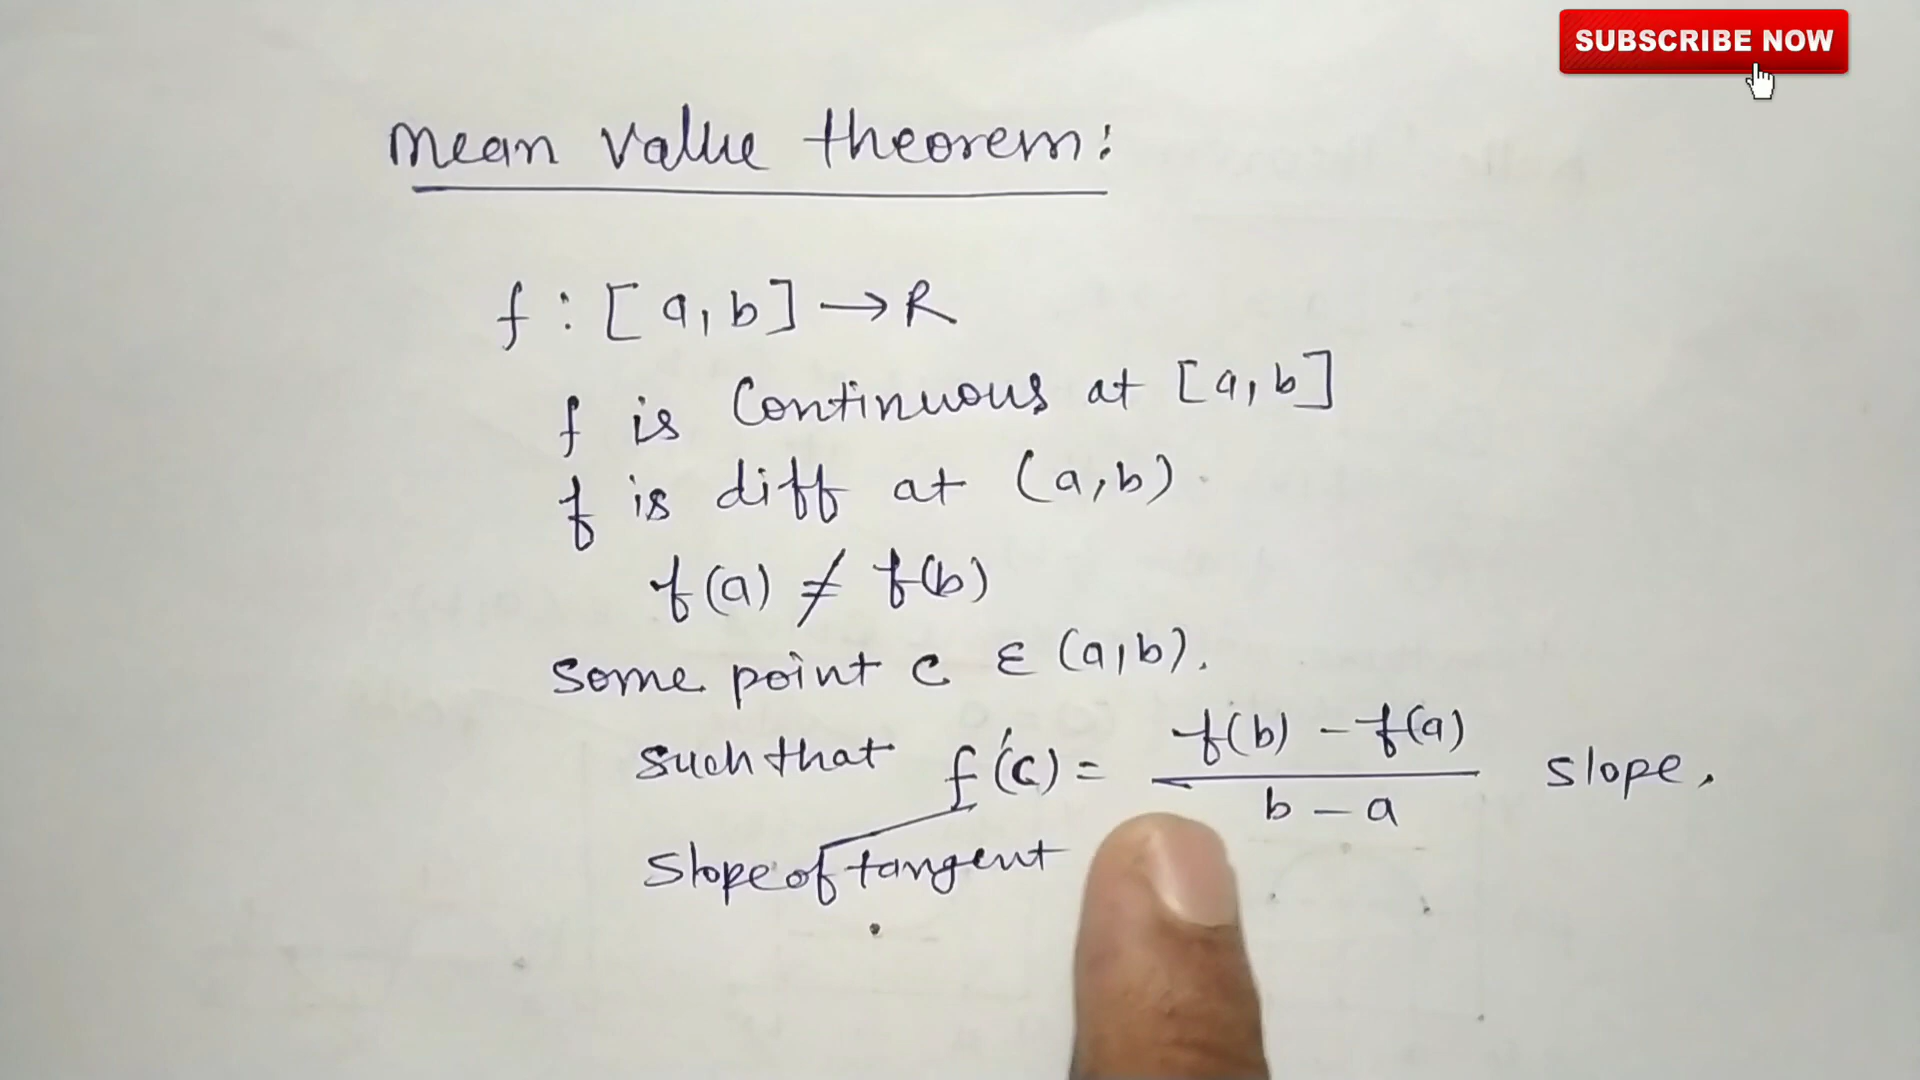 SUBSCRIBE NOW
Mean value theorem:
f : [a,b] → R
f is Continuous at [a,b]
f is diff at (a,b)
f(a) ≠ f(b)
some point c ε (a,b).
such that f'(c) = f(b) - f(a) / b - a slope.
Slope of tangent